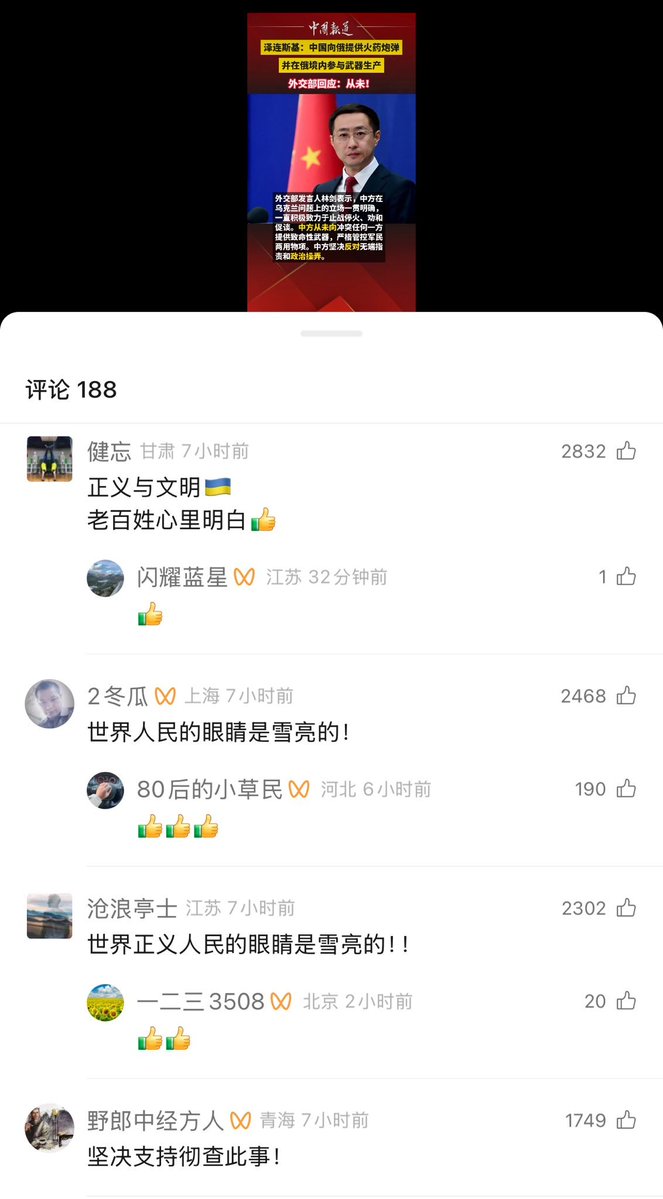 中国报道
泽连斯基：中国向俄提供火药炮弹
并在俄境内参与武器生产
外交部回应：从未！
外交部发言人林剑表示，中方在
乌克兰问题上的立场一贯明确，
一直积极致力于止战停火、劝和
促谈。中方从未向冲突任何一方
提供致命性武器，严格管控军民
两用物项。中方坚决反对无端指
责和政治操弄。
评论 188
健忘 甘肃 7小时前 2832
正义与文明🇺🇦
老百姓心里明白👍
闪耀蓝星 江苏 32分钟前 1
👍
2冬瓜 上海 7小时前 2468
世界人民的眼睛是雪亮的！
80后的小草民 河北 6小时前 190
👍👍👍
沧浪亭士 江苏 7小时前 2302
世界正义人民的眼睛是雪亮的！！
一二三3508 北京 2小时前 20
👍👍
野郎中经方人 青海 7小时前 1749
坚决支持彻查此事！